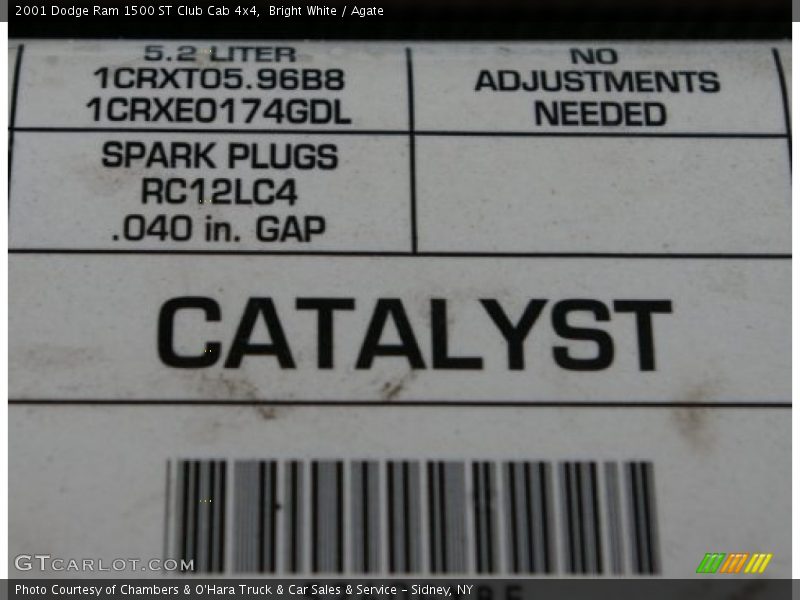 2001 Dodge Ram 1500 ST Club Cab 4x4, Bright White / Agate
5.2 LITER
1CRXT05.96B8
1CRXE0174GDL
NO
ADJUSTMENTS
NEEDED
SPARK PLUGS
RC12LC4
.040 in. GAP
CATALYST
GTCARLOT.COM
Photo Courtesy of Chambers & O'Hara Truck & Car Sales & Service - Sidney, NY